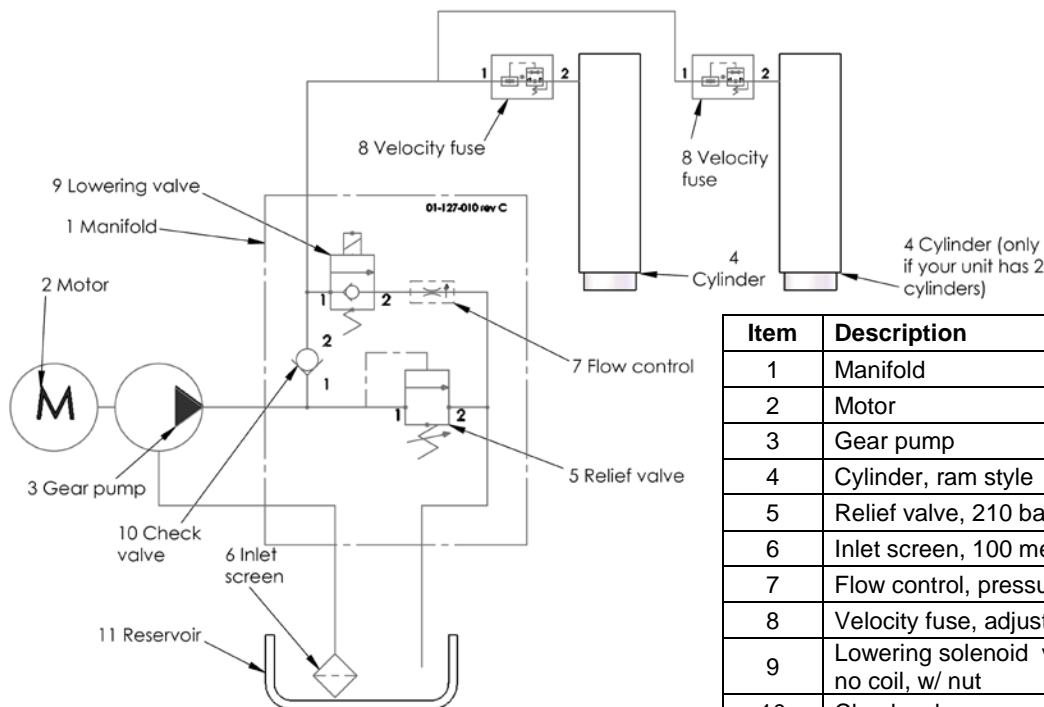 1
2
1
2
8 Velocity fuse
8 Velocity
fuse
9 Lowering valve
01-127-010 rev C
1 Manifold
4
Cylinder
4 Cylinder (only
if your unit has 2
cylinders)
2 Motor
1
2
2
7 Flow control
1
M
1
2
3 Gear pump
5 Relief valve
10 Check
valve
6 Inlet
screen
11 Reservoir
Item Description
1 Manifold
2 Motor
3 Gear pump
4 Cylinder, ram style
5 Relief valve, 210
6 Inlet screen, 100
7 Flow control,
8 Velocity fuse,
9 Lowering solenoid
no coil, w/ nut